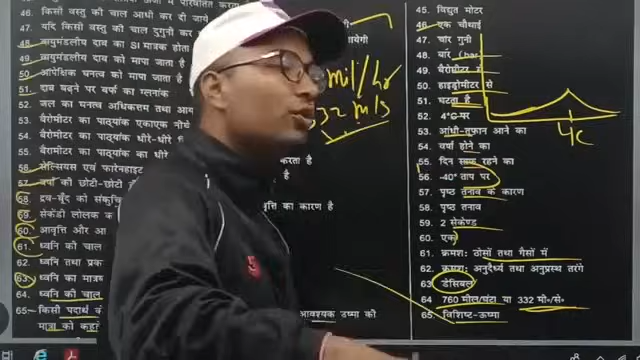 46. किसी वस्तु की चाल आधी कर दी जाये
47. यदि किसी वस्तु की चाल दुगुनी कर
48. वायुमंडलीय दाब का SI मात्रक होता
49. वायुमंडलीय दाब को मापा जाता है
50. आपेक्षिक घनत्व को मापा जाता है
51. दाब बढ़ने पर बर्फ का गलनांक
52. जल का घनत्व अधिकतम तथा आय
53. बैरोमीटर का पाठ्यांक एकाएक नीचे
54. बैरोमीटर का पाठ्यांक धीरे-धीरे
55. बैरोमीटर का पाठ्यांक धीरे
56. सेल्सियस एवं फारेनहाइट
57. वर्षा की छोटी-छोटी
58. द्रव-बूँद को संकुचि
59. सेकेंडी लोलक
60. आवृत्ति और आ
61. ध्वनि की चाल
62. ध्वनि तथा प्रक
63. ध्वनि का मात्रक
64. ध्वनि की चाल
65- किसी पदार्थ
मात्रा को कहते
जायेगी
mil/hr
332 m/s
करता है
है
वृत्ति का कारण है
आवश्यक उष्मा की
45. विद्युत मोटर
46. एक चौथाई
47. चार गुनी
48. बार (bar
49. बैरोमीटर
50. हाइड्रोमीटर से
51. घटता है
52. 4°C पर
4°C
53. आंधी-तूफान आने का
54. वर्षा होने का
55. दिन साफ रहने का
56. -40° ताप पर
57. पृष्ठ तनाव के कारण
58. पृष्ठ तनाव
59. 2 सेकेण्ड
60. एक
61. क्रमशः ठोसों तथा गैसों में
62. क्रमशः अनुदैर्ध्य तथा अनुप्रस्थ तरंगे
63. डेसिबल
64. 760 मील/घंटा या 332 मी०/से०
65. विशिष्ट-ऊष्मा